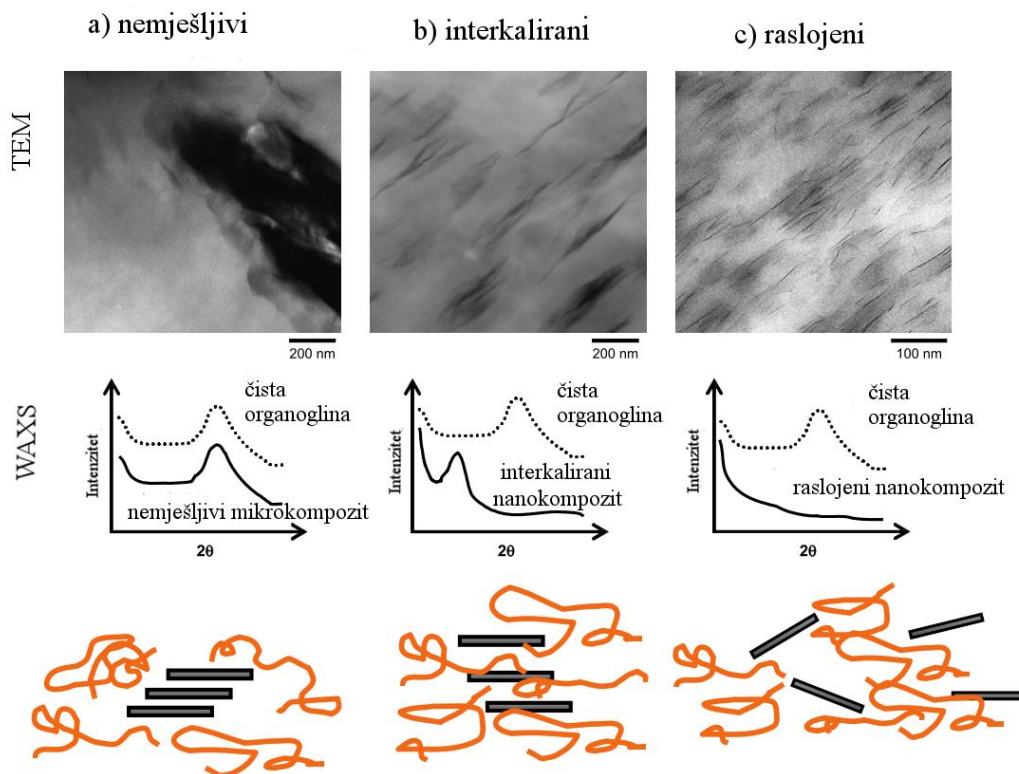 a) nemješljivi
b) interkalirani
c) raslojeni
TEM
200 nm
200 nm
100 nm
WAXS
Intenzitet
čista
organoglina
nemješljivi mikrokompozit
2θ
Intenzitet
čista
organoglina
interkalirani
nanokompozit
2θ
Intenzitet
čista
organoglina
raslojeni nanokompozit
2θ